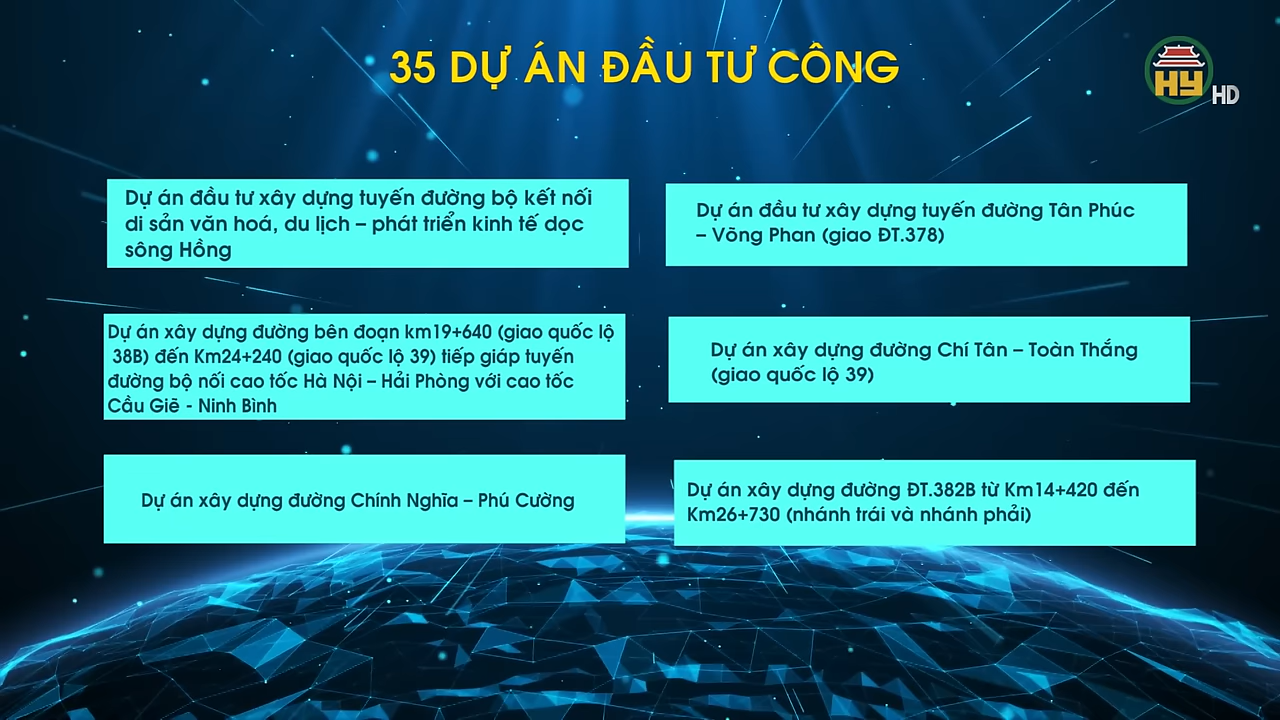 35 DỰ ÁN ĐẦU TƯ CÔNG
HY HD
Dự án đầu tư xây dựng tuyến đường bộ kết nối
di sản văn hoá, du lịch – phát triển kinh tế dọc
sông Hồng
Dự án đầu tư xây dựng tuyến đường Tân Phúc
– Võng Phan (giao ĐT.378)
Dự án xây dựng đường bên đoạn km19+640 (giao quốc lộ
38B) đến Km24+240 (giao quốc lộ 39) tiếp giáp tuyến
đường bộ nối cao tốc Hà Nội – Hải Phòng với cao tốc
Cầu Giẽ - Ninh Bình
Dự án xây dựng đường Chí Tân – Toàn Thắng
(giao quốc lộ 39)
Dự án xây dựng đường Chính Nghĩa – Phú Cường
Dự án xây dựng đường ĐT.382B từ Km14+420 đến
Km26+730 (nhánh trái và nhánh phải)